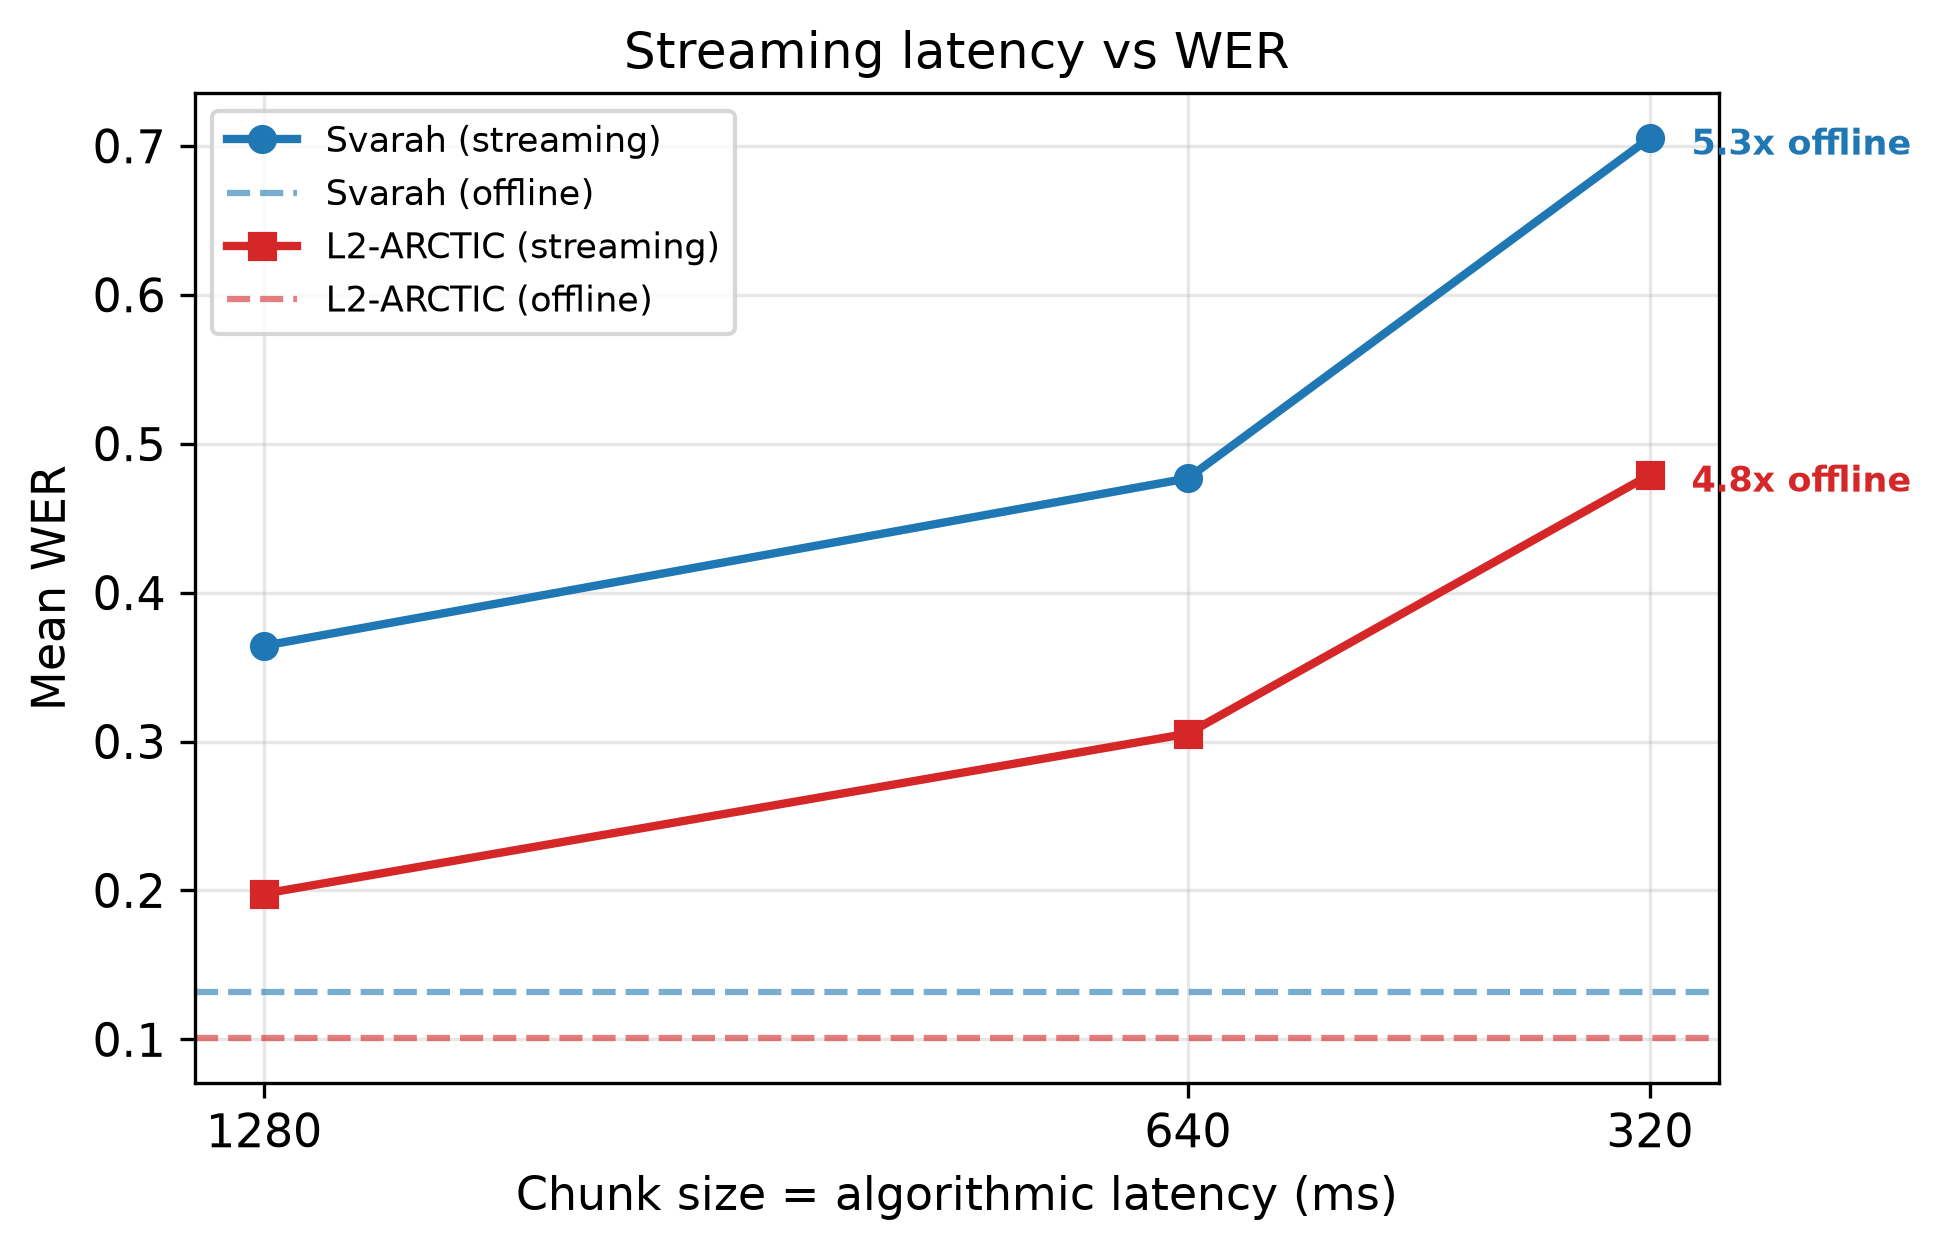 Streaming latency vs WER
Svarah (streaming)
Svarah (offline)
L2-ARCTIC (streaming)
L2-ARCTIC (offline)
5.3x offline
4.8x offline
Mean WER
0.7
0.6
0.5
0.4
0.3
0.2
0.1
1280
640
320
Chunk size = algorithmic latency (ms)